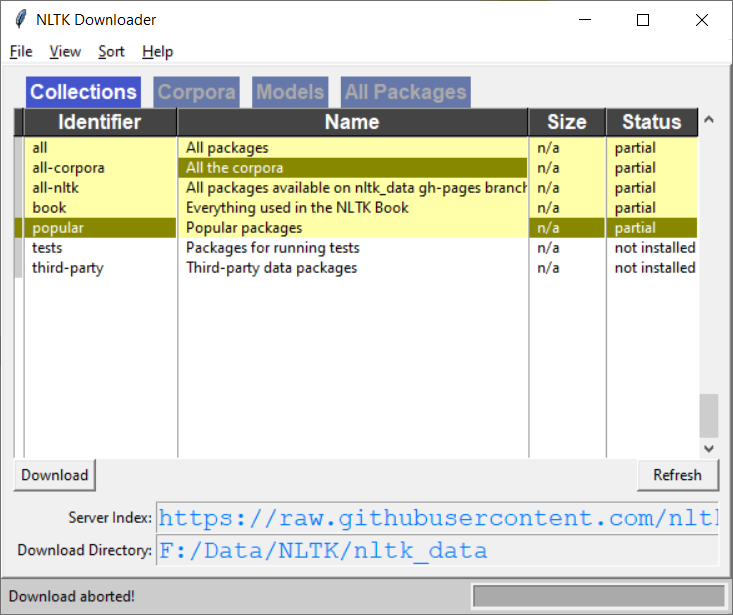 NLTK Downloader
File View Sort Help
Collections Corpora Models All Packages
Identifier Name Size Status
all All packages n/a partial
all-corpora All the corpora n/a partial
all-nltk All packages available on nltk_data gh-pages branch n/a partial
book Everything used in the NLTK Book n/a partial
popular Popular packages n/a partial
tests Packages for running tests n/a not installed
third-party Third-party data packages n/a not installed
Download Refresh
Server Index: https://raw.githubusercontent.com/nltk
Download Directory: F:/Data/NLTK/nltk_data
Download aborted!